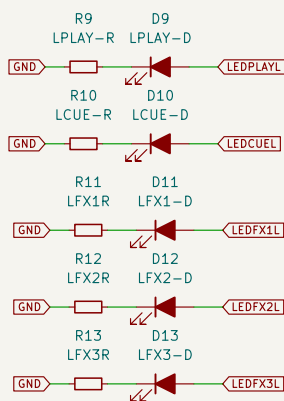 R9 D9
LPLAY-R LPLAY-D
GND LEDPLAYL
R10 D10
LCUE-R LCUE-D
GND LEDCUEL
R11 D11
LFX1R LFX1-D
GND LEDFX1L
R12 D12
LFX2R LFX2-D
GND LEDFX2L
R13 D13
LFX3R LFX3-D
GND LEDFX3L